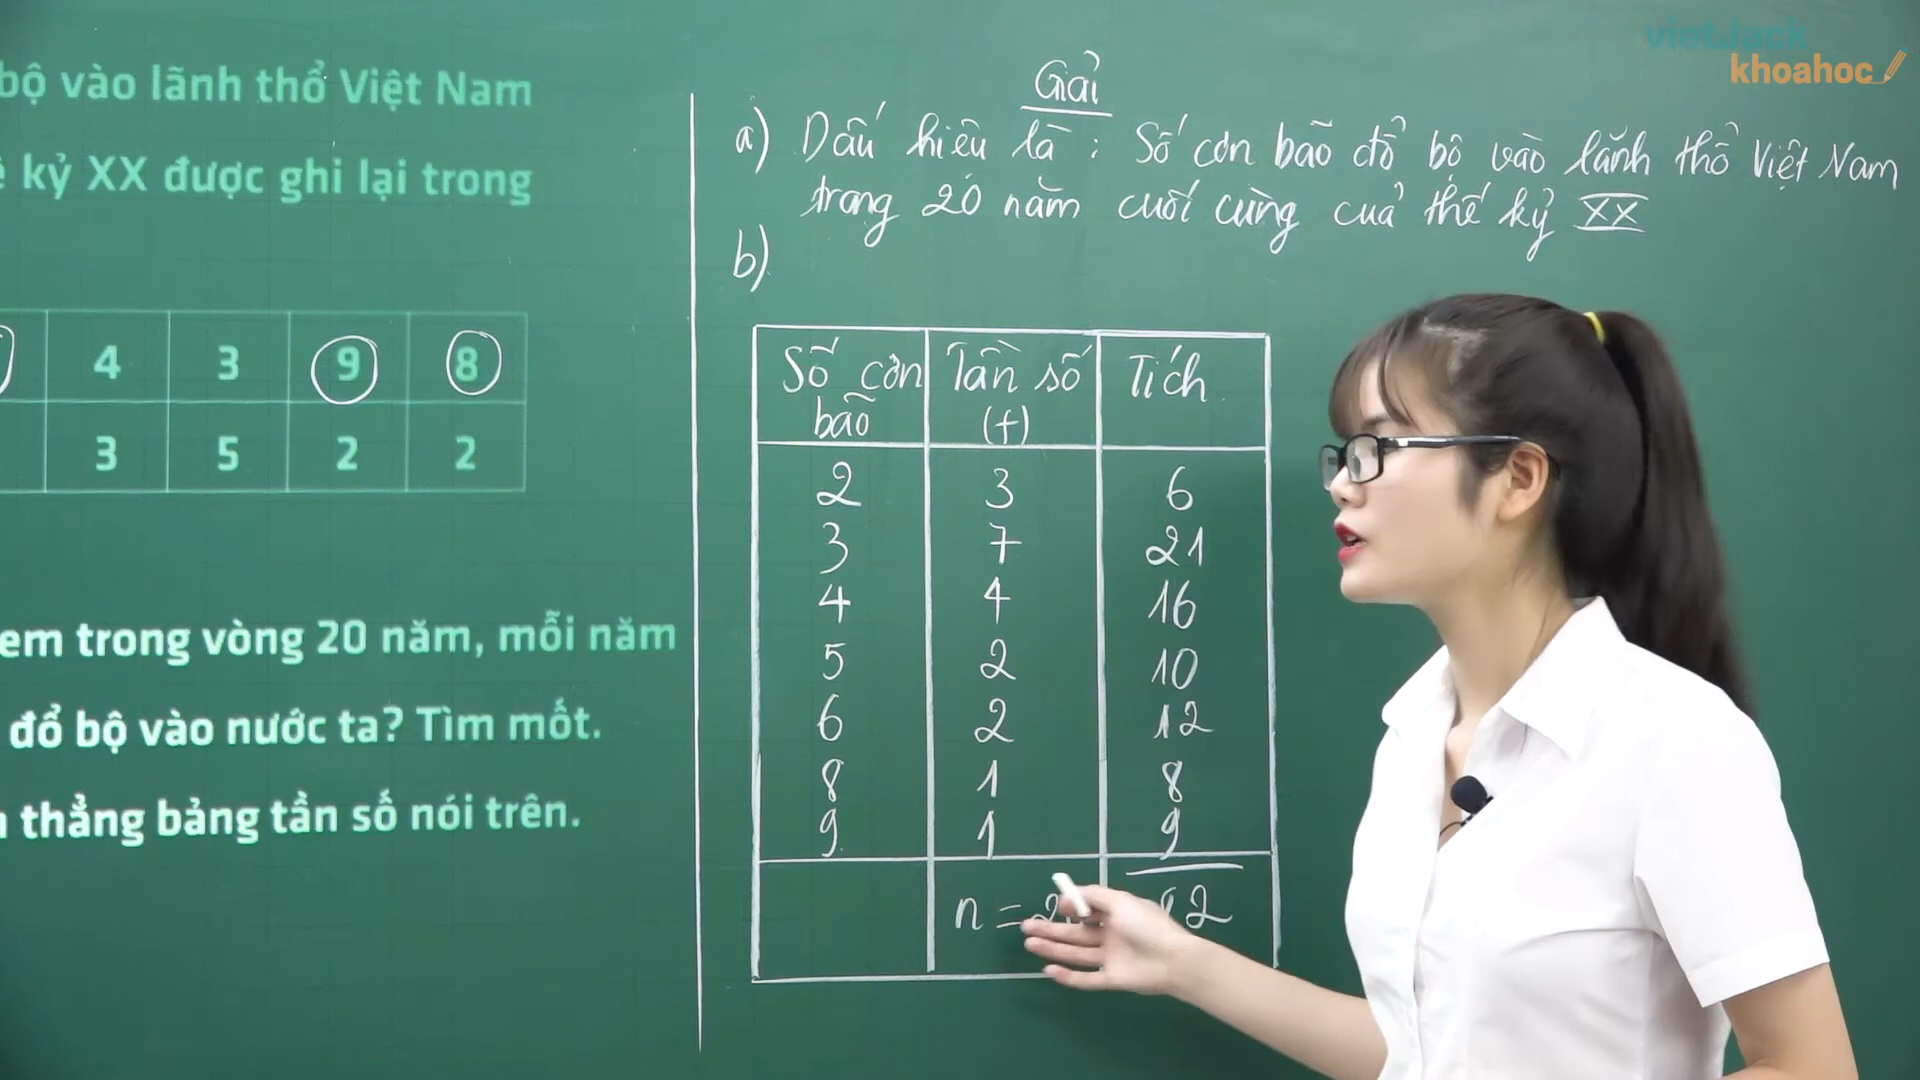 vietJack
khoahoc
bộ vào lãnh thổ Việt Nam
kỷ XX được ghi lại trong
4 3 9 8
3 5 2 2
em trong vòng 20 năm, mỗi năm
đổ bộ vào nước ta? Tìm mốt.
thẳng bảng tần số nói trên.
Giải
a) Dấu hiệu là: Số cơn bão đổ bộ vào lãnh thổ Việt Nam
trong 20 năm cuối cùng của thế kỷ XX
b)
Số cơn bão Tần số (f) Tích
2 3 6
3 7 21
4 4 16
5 2 10
6 2 12
8 1 8
9 1 9
n =